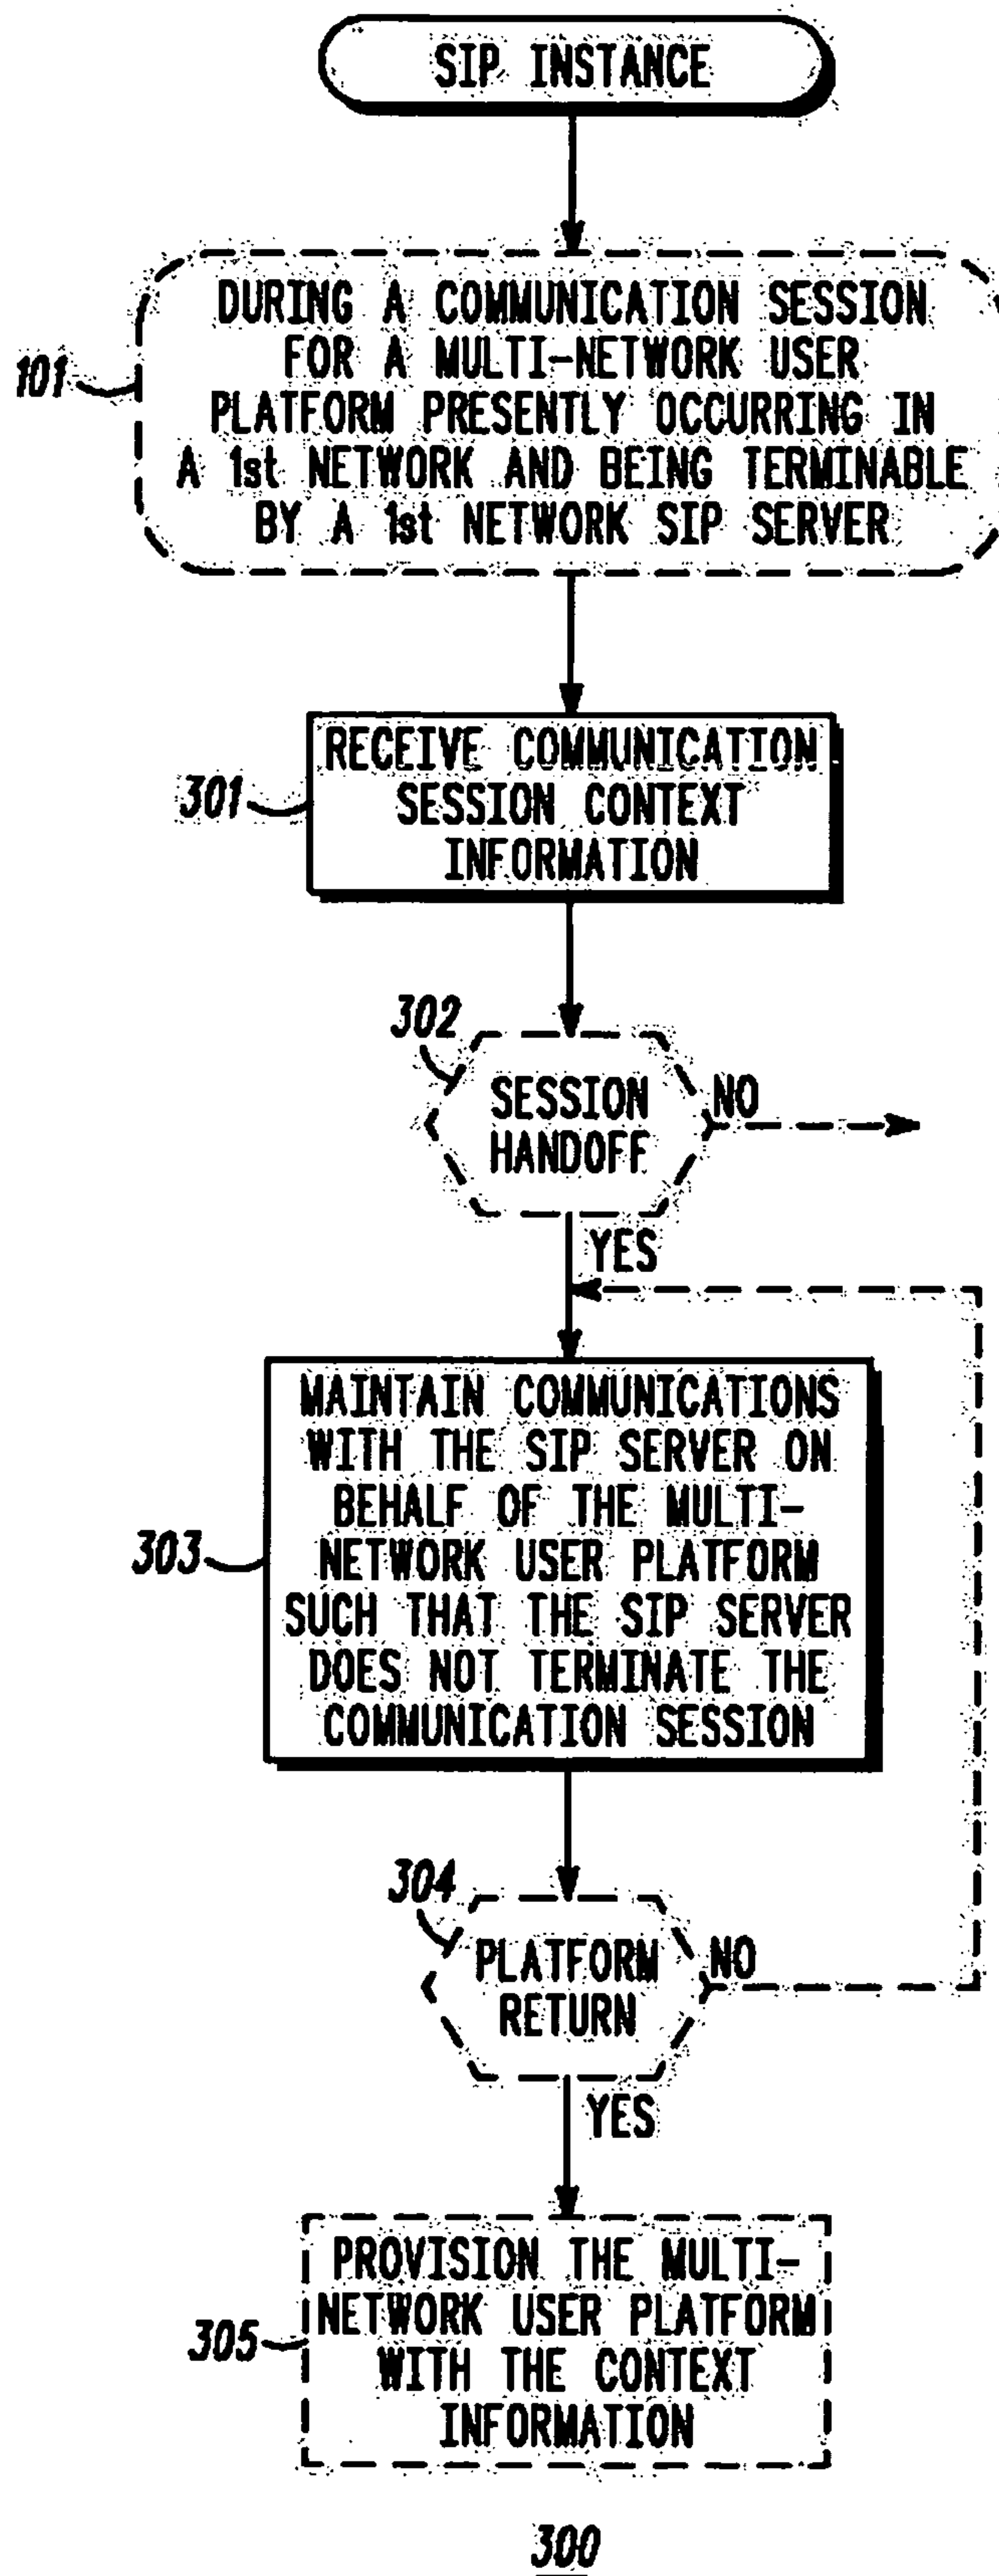 SIP INSTANCE
101
DURING A COMMUNICATION SESSION
FOR A MULTI-NETWORK USER
PLATFORM PRESENTLY OCCURRING IN
A 1st NETWORK AND BEING TERMINABLE
BY A 1st NETWORK SIP SERVER
301
RECEIVE COMMUNICATION
SESSION CONTEXT
INFORMATION
302
SESSION
HANDOFF
NO
YES
303
MAINTAIN COMMUNICATIONS
WITH THE SIP SERVER ON
BEHALF OF THE MULTI-
NETWORK USER PLATFORM
SUCH THAT THE SIP SERVER
DOES NOT TERMINATE THE
COMMUNICATION SESSION
304
PLATFORM
RETURN
NO
YES
305
PROVISION THE MULTI-
NETWORK USER PLATFORM
WITH THE CONTEXT
INFORMATION
300